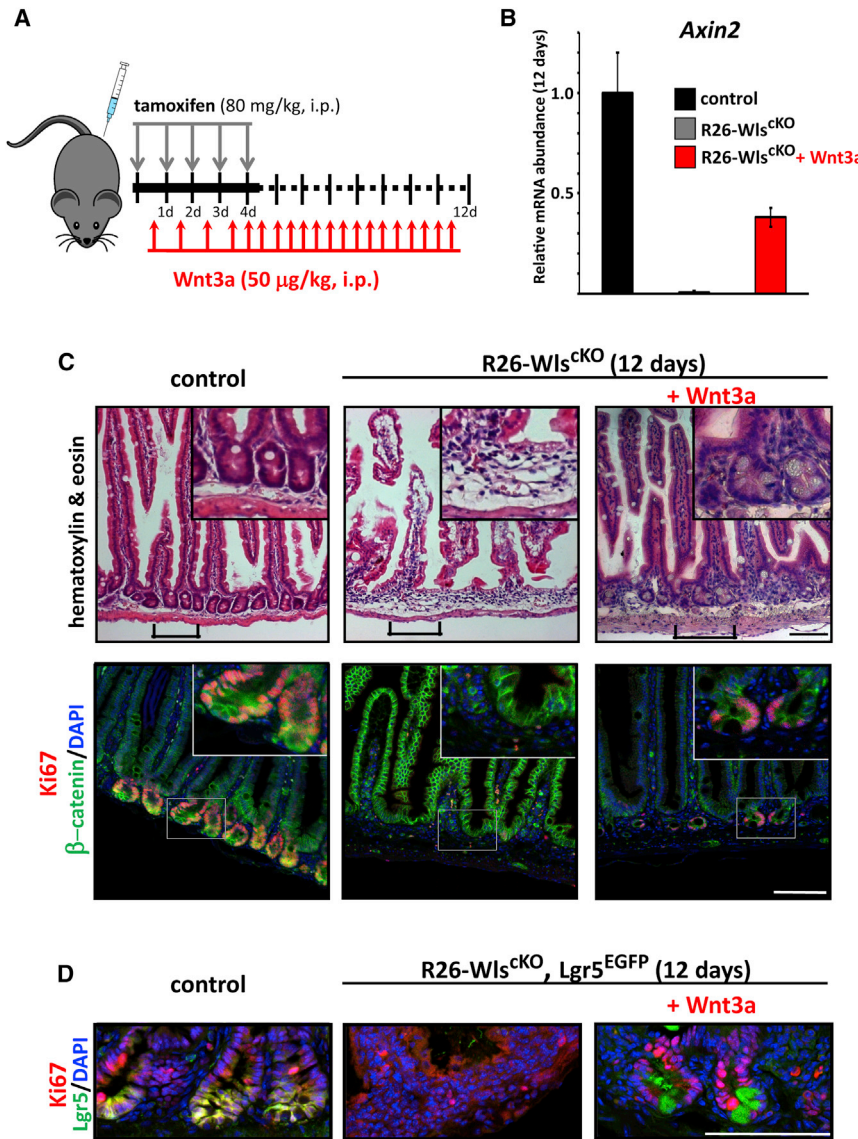 A
tamoxifen (80 mg/kg, i.p.)
1d 2d 3d 4d 12d
Wnt3a (50 μg/kg, i.p.)
B
Axin2
Relative mRNA abundance (12 days)
1.0
0.5
control
R26-Wls^cKO
R26-Wls^cKO + Wnt3a
C
control
R26-Wls^cKO (12 days)
+ Wnt3a
hematoxylin & eosin
Ki67
β–catenin/DAPI
D
control
R26-Wls^cKO, Lgr5^EGFP (12 days)
+ Wnt3a
Ki67
Lgr5/DAPI